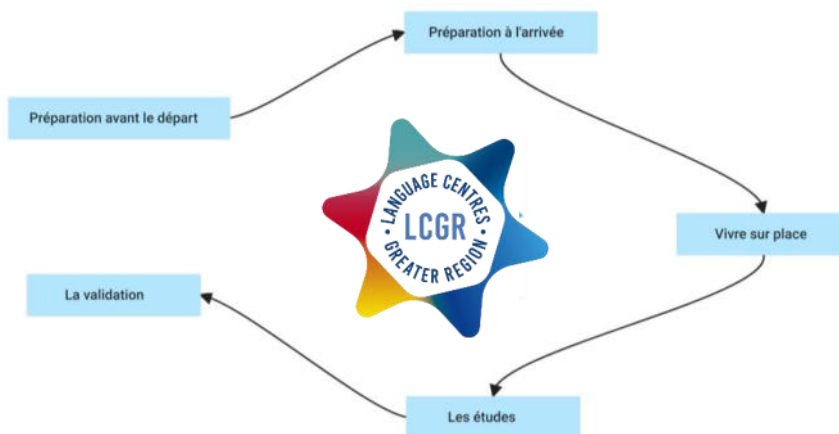 Préparation à l'arrivée
Préparation avant le départ
LANGUAGE CENTRES
LCGR
GREATER REGION
Vivre sur place
La validation
Les études